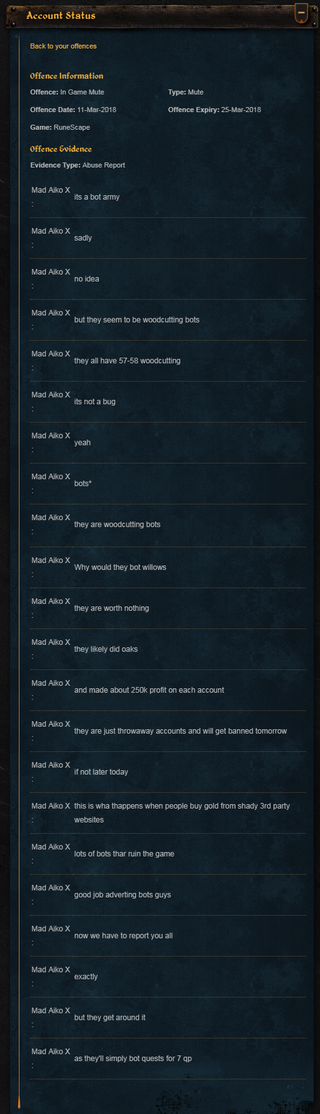 Account Status
Back to your offences
Offence Information
Offence: In Game Mute Type: Mute
Offence Date: 11-Mar-2018 Offence Expiry: 25-Mar-2018
Game: RuneScape
Offence Evidence
Evidence Type: Abuse Report
Mad Aiko X : its a bot army
Mad Aiko X : sadly
Mad Aiko X : no idea
Mad Aiko X : but they seem to be woodcutting bots
Mad Aiko X : they all have 57-58 woodcutting
Mad Aiko X : its not a bug
Mad Aiko X : yeah
Mad Aiko X : bots*
Mad Aiko X : they are woodcutting bots
Mad Aiko X : Why would they bot willows
Mad Aiko X : they are worth nothing
Mad Aiko X : they likely did oaks
Mad Aiko X : and made about 250k profit on each account
Mad Aiko X : they are just throwaway accounts and will get banned tomorrow
Mad Aiko X : if not later today
Mad Aiko X : this is wha thappens when people buy gold from shady 3rd party
websites
Mad Aiko X : lots of bots thar ruin the game
Mad Aiko X : good job adverting bots guys
Mad Aiko X : now we have to report you all
Mad Aiko X : exactly
Mad Aiko X : but they get around it
Mad Aiko X : as they'll simply bot quests for 7 qp